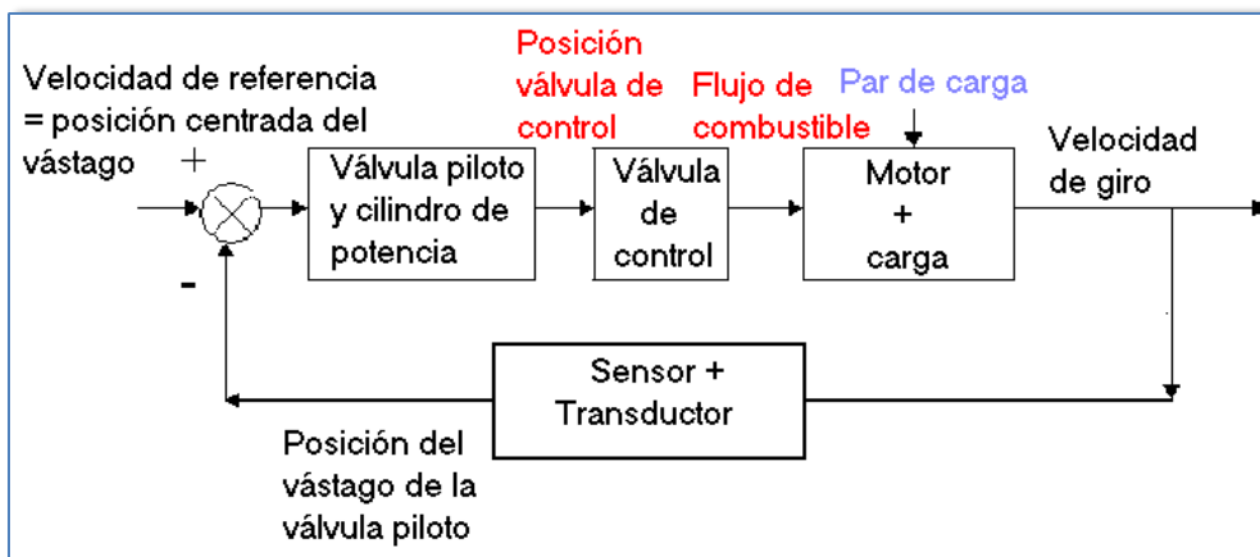 Velocidad de referencia
= posición centrada del
vástago
+
-
Válvula piloto
y cilindro de
potencia
Posición
válvula de
control
Válvula
de
control
Flujo de
combustible
Par de carga
Motor
+
carga
Velocidad
de giro
Sensor +
Transductor
Posición del
vástago de la
válvula piloto